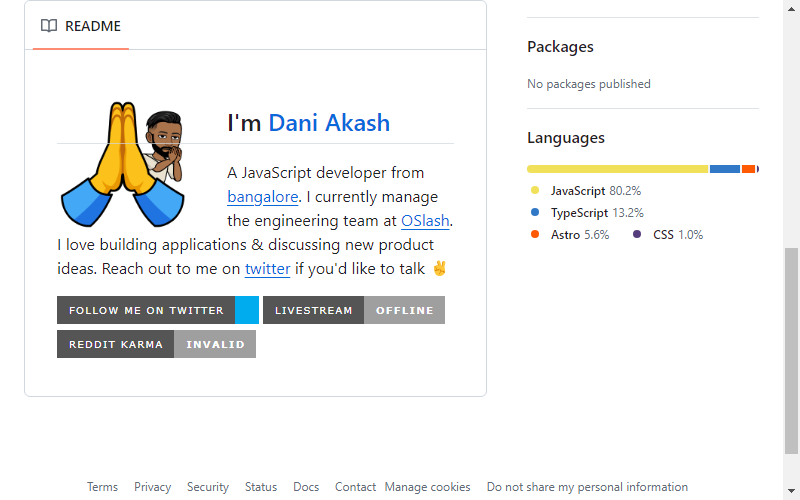 README
I'm Dani Akash
A JavaScript developer from
bangalore. I currently manage
the engineering team at OSlash.
I love building applications & discussing new product
ideas. Reach out to me on twitter if you'd like to talk ✌️
FOLLOW ME ON TWITTER
LIVESTREAM OFFLINE
REDDIT KARMA INVALID
Packages
No packages published
Languages
JavaScript 80.2%
TypeScript 13.2%
Astro 5.6% CSS 1.0%
Terms Privacy Security Status Docs Contact Manage cookies Do not share my personal information